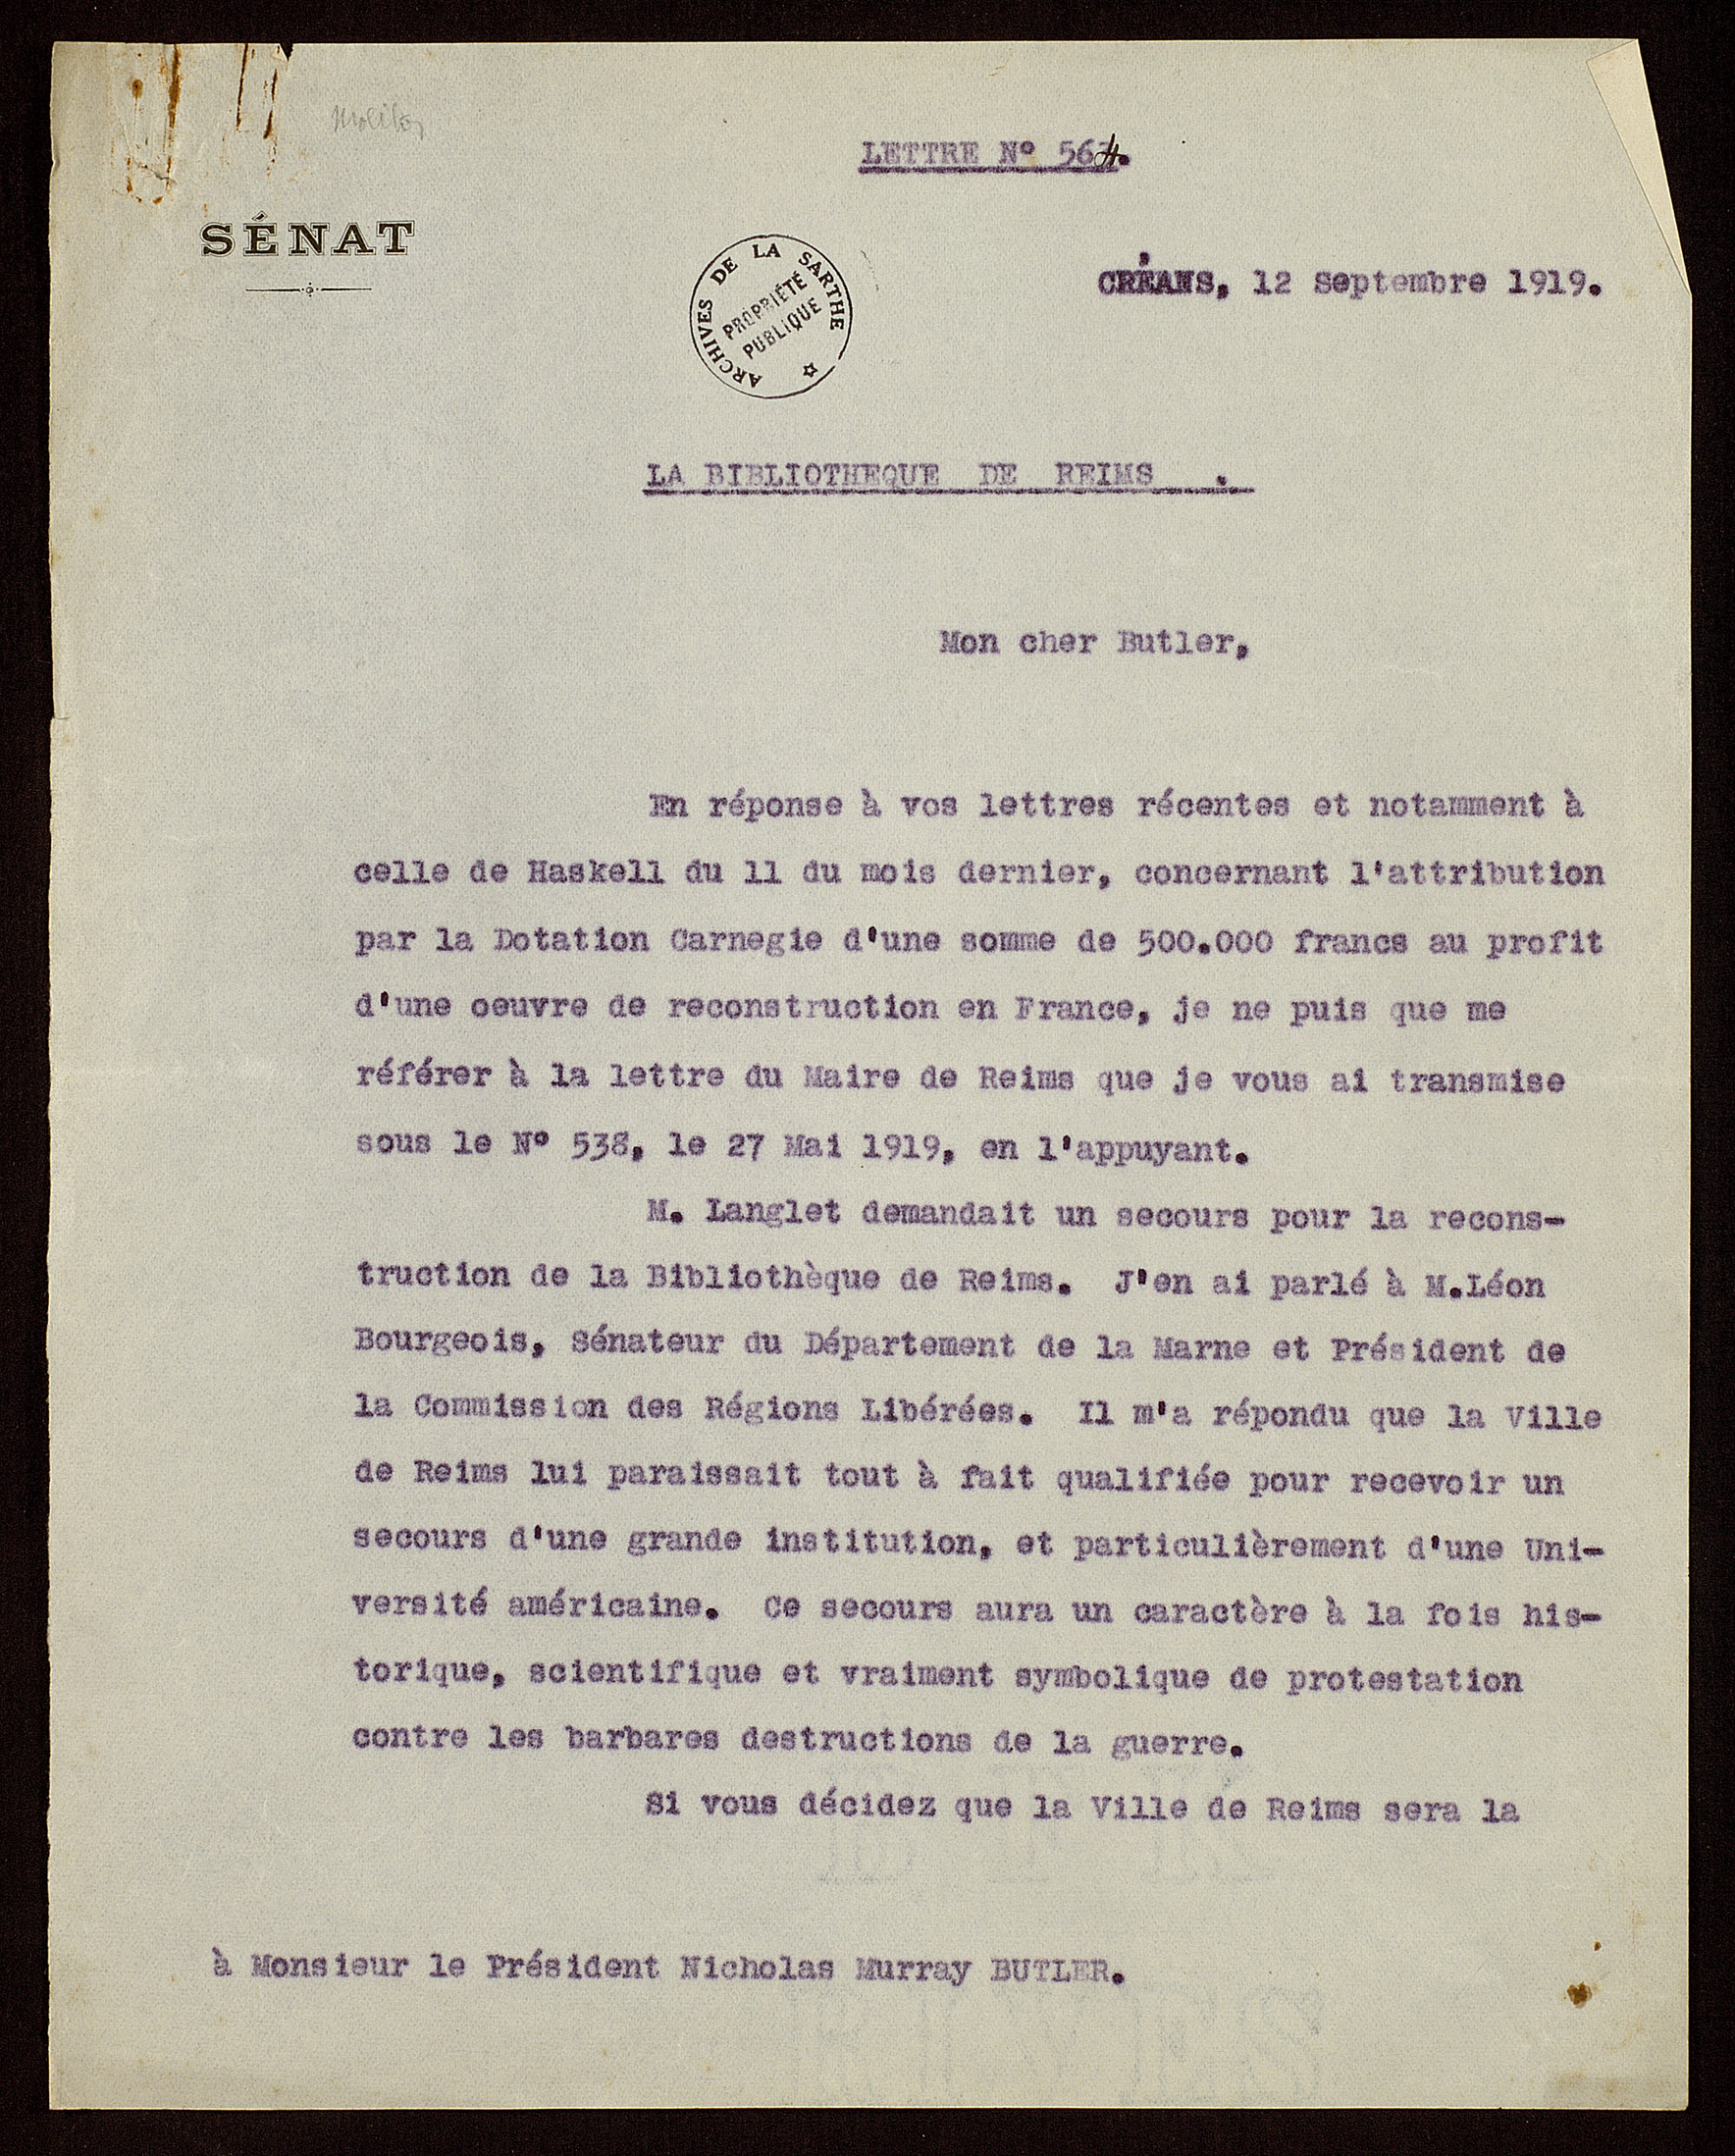 LETTRE N° 564.
SÉNAT
ARCHIVES DE LA SARTHE
PROPRIÉTÉ
PUBLIQUE
CRÉANS, 12 Septembre 1919.
LA BIBLIOTHEQUE DE REIMS .
Mon cher Butler,
En réponse à vos lettres récentes et notamment à
celle de Haskell du 11 du mois dernier, concernant l'attribution
par la Dotation Carnegie d'une somme de 500.000 francs au profit
d'une oeuvre de reconstruction en France, je ne puis que me
référer à la lettre du Maire de Reims que je vous ai transmise
sous le N° 538, le 27 Mai 1919, en l'appuyant.
M. Langlet demandait un secours pour la recons-
truction de la Bibliothèque de Reims. J'en ai parlé à M.Léon
Bourgeois, Sénateur du Département de la Marne et Président de
la Commission des Régions Libérées. Il m'a répondu que la Ville
de Reims lui paraissait tout à fait qualifiée pour recevoir un
secours d'une grande institution, et particulièrement d'une Uni-
versité américaine. Ce secours aura un caractère à la fois his-
torique, scientifique et vraiment symbolique de protestation
contre les barbares destructions de la guerre.
Si vous décidez que la Ville de Reims sera la
à Monsieur le Président Nicholas Murray BUTLER.